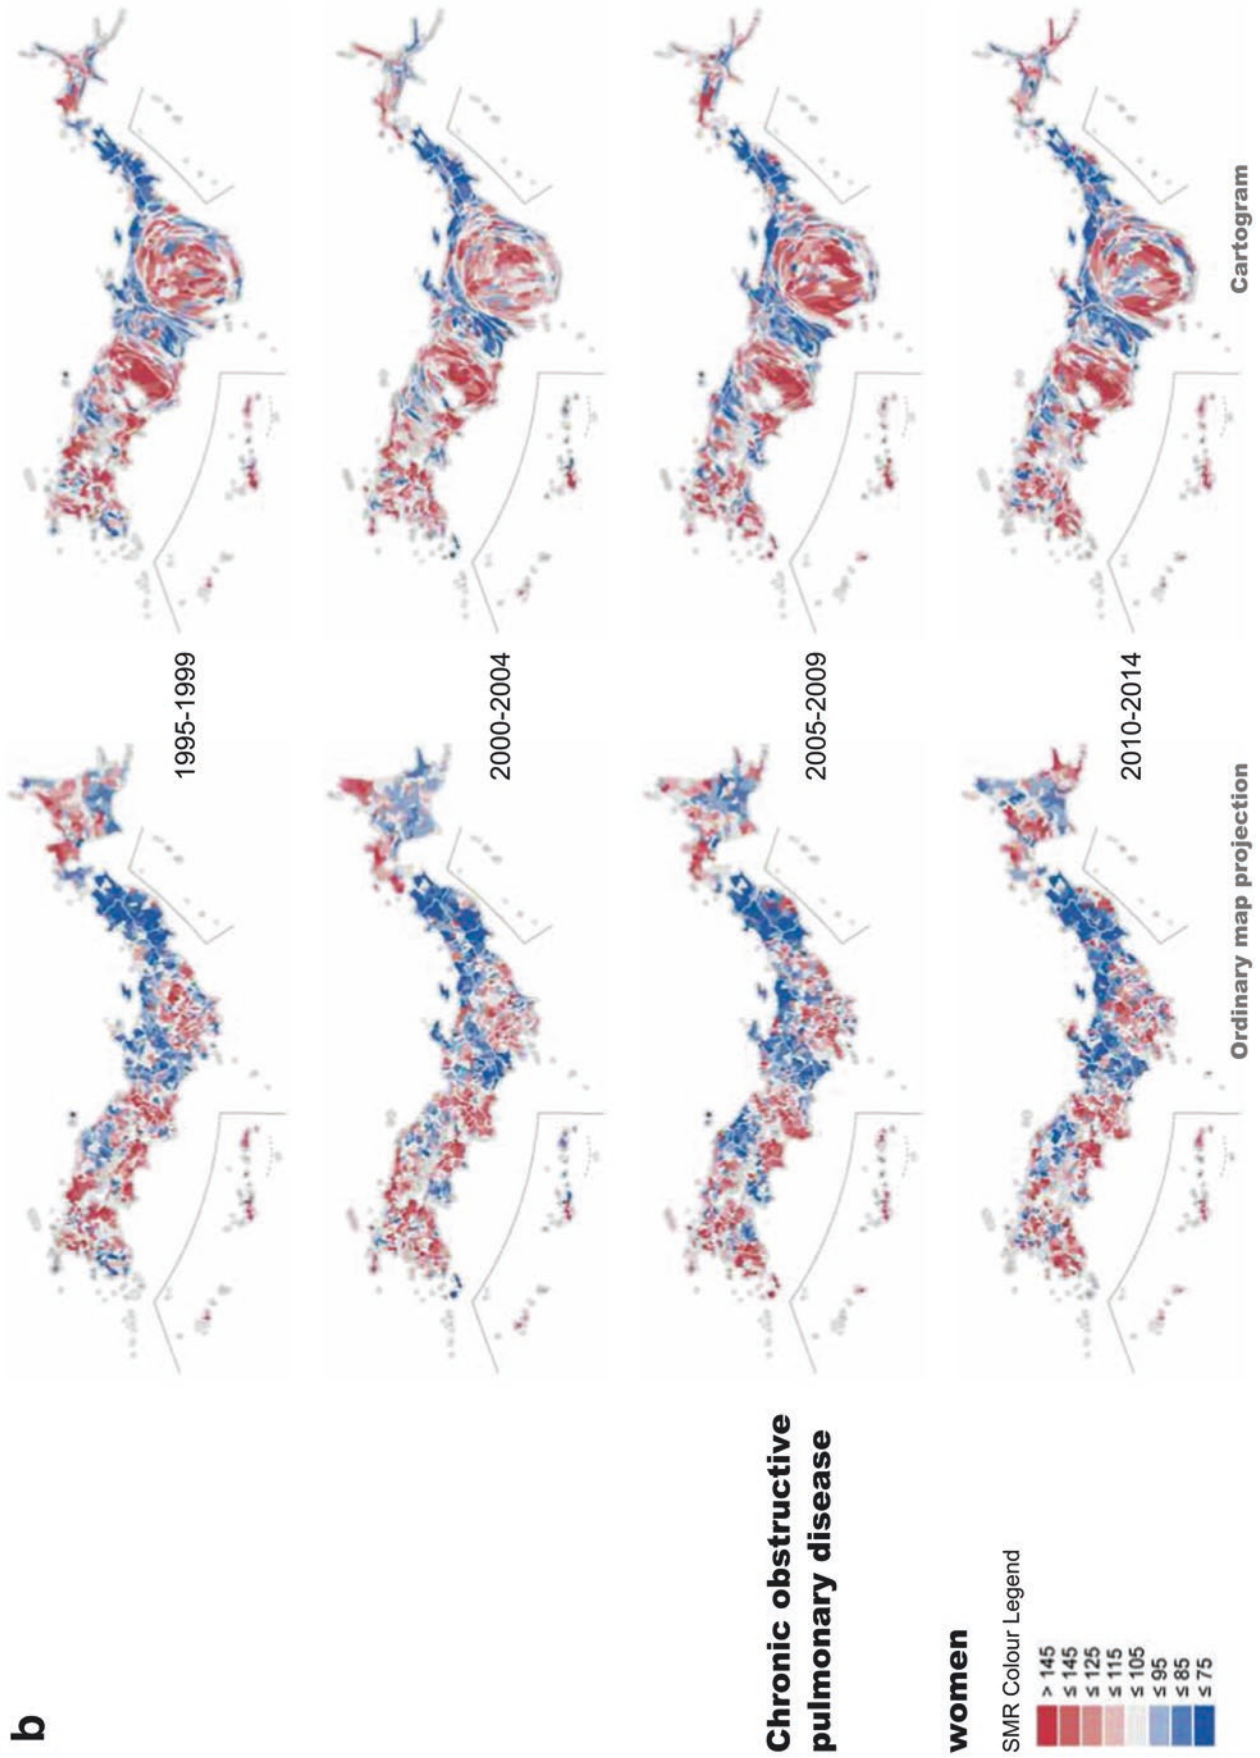 b
Chronic obstructive
pulmonary disease
women
SMR Colour Legend
> 145
≤ 145
≤ 125
≤ 115
≤ 105
≤ 95
≤ 85
≤ 75
1995-1999
2000-2004
2005-2009
2010-2014
Ordinary map projection
Cartogram